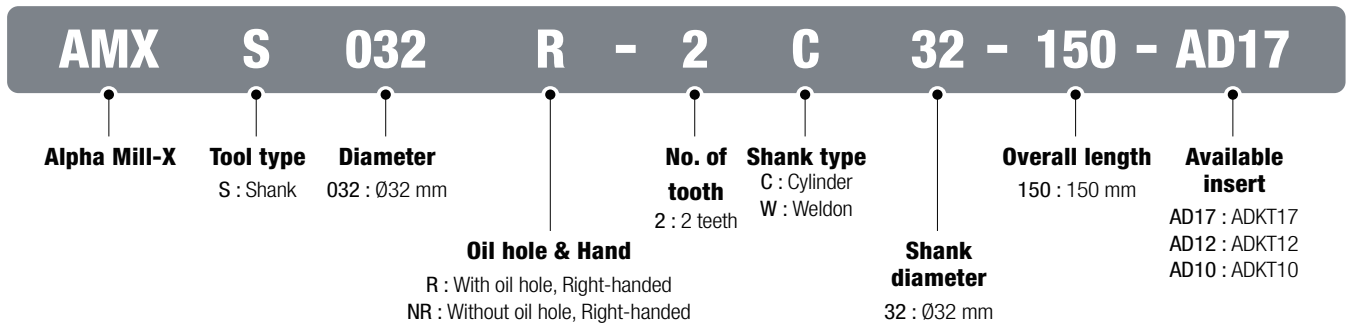 AMX S 032 R - 2 C 32 - 150 - AD17
Alpha Mill-X
Tool type
S : Shank
Diameter
032 : Ø32 mm
Oil hole & Hand
R : With oil hole, Right-handed
NR : Without oil hole, Right-handed
No. of
tooth
2 : 2 teeth
Shank type
C : Cylinder
W : Weldon
Shank
diameter
32 : Ø32 mm
Overall length
150 : 150 mm
Available
insert
AD17 : ADKT17
AD12 : ADKT12
AD10 : ADKT10